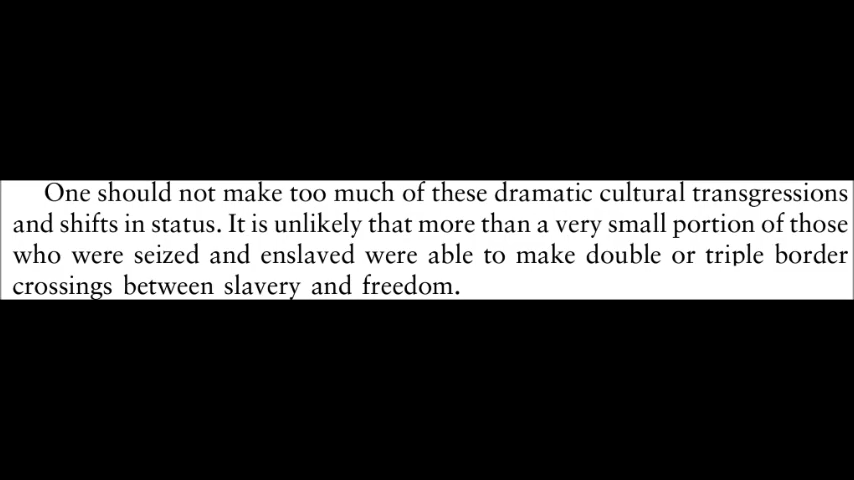 One should not make too much of these dramatic cultural transgressions
and shifts in status. It is unlikely that more than a very small portion of those
who were seized and enslaved were able to make double or triple border
crossings between slavery and freedom.